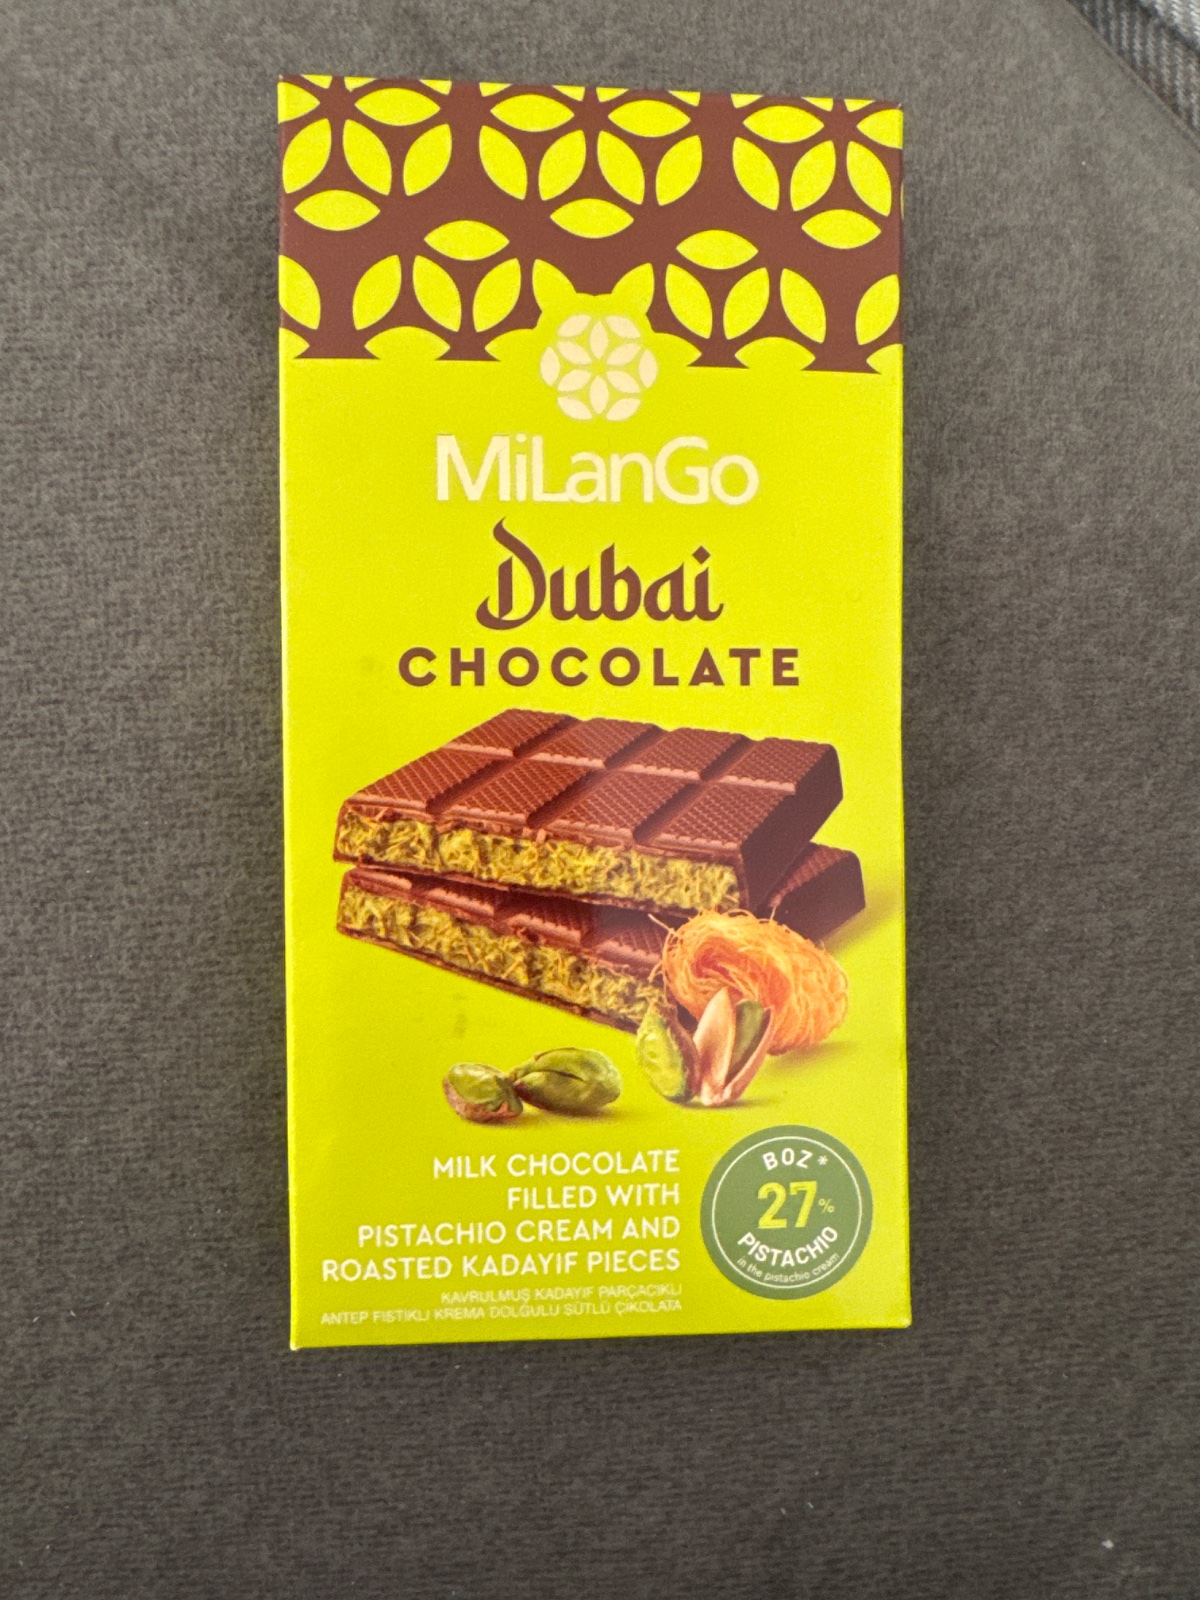 MiLanGo
Dubai
CHOCOLATE
MILK CHOCOLATE
FILLED WITH
PISTACHIO CREAM AND
ROASTED KADAYIF PIECES
KAVRULMUŞ KADAYIF PARÇACIKLI
ANTEP FISTIKLI KREMA DOLGULU SÜTLÜ ÇİKOLATA
BOZ*
27%
PISTACHIO
in the pistachio cream